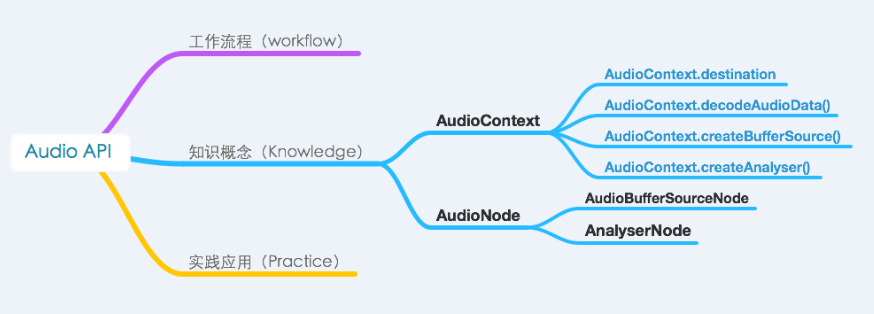 Audio API
工作流程（workflow）
知识概念（Knowledge）
AudioContext
AudioContext.destination
AudioContext.decodeAudioData()
AudioContext.createBufferSource()
AudioContext.createAnalyser()
AudioNode
AudioBufferSourceNode
AnalyserNode
实践应用（Practice）